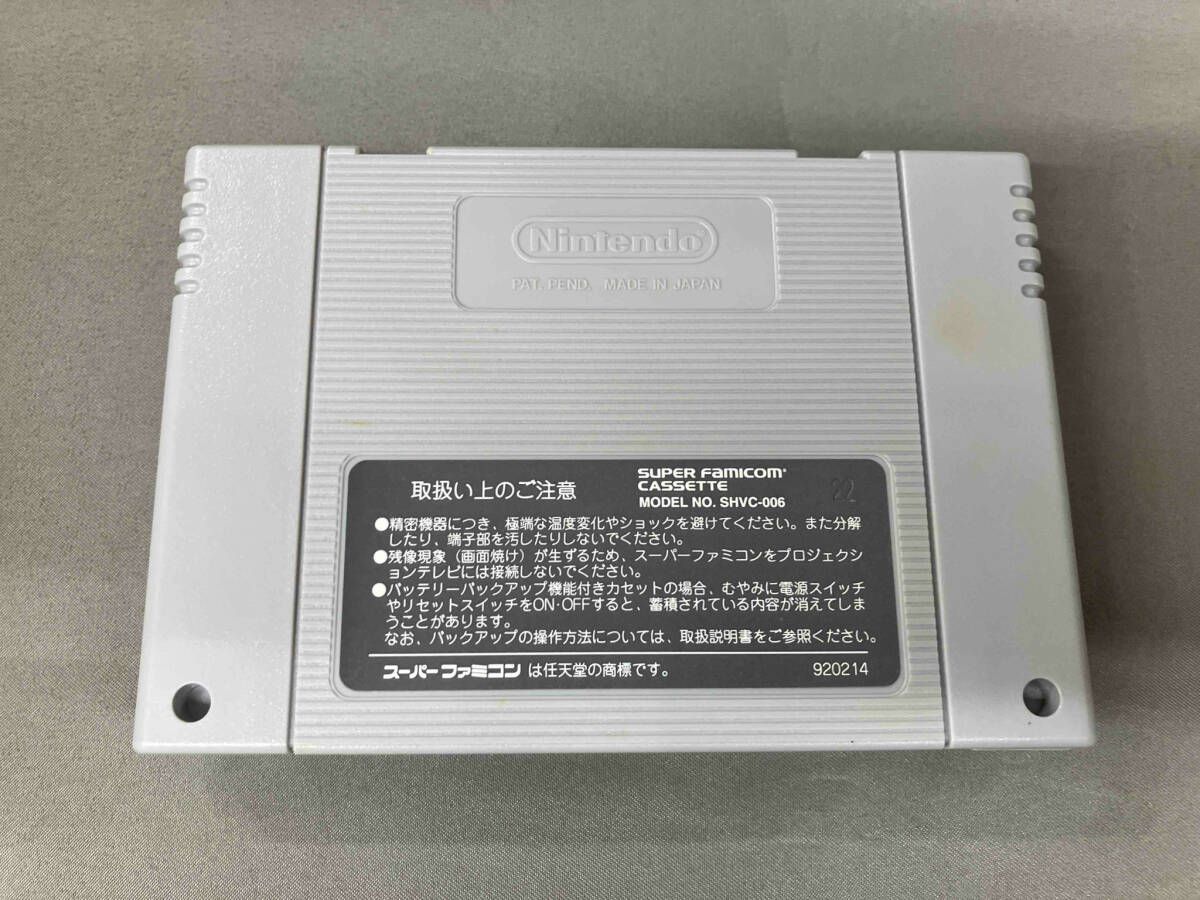 Nintendo
PAT. PEND. MADE IN JAPAN
取扱い上のご注意
SUPER FAMICOM
CASSETTE
MODEL NO. SHVC-006
22
●精密機器につき、極端な温度変化やショックを避けてください。また分解
したり、端子部を汚したりしないでください。
●残像現象（画面焼け）が生ずるため、スーパーファミコンをプロジェクシ
ョンテレビには接続しないでください。
●バッテリーバックアップ機能付きカセットの場合、むやみに電源スイッチ
やリセットスイッチをON·OFFすると、蓄積されている内容が消えてしま
うことがあります。
なお、バックアップの操作方法については、取扱説明書をご参照ください。
スーパーファミコン は任天堂の商標です。
920214